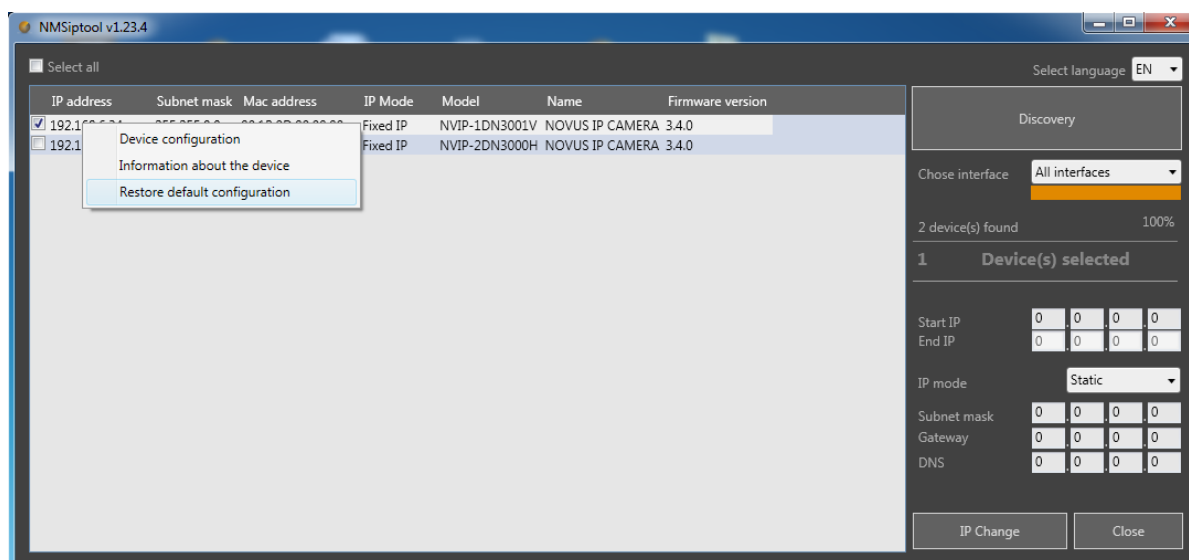 NMSiptool v1.23.4
Select all
Select language EN
IP address Subnet mask Mac address IP Mode Model Name Firmware version
Discovery
Fixed IP NVIP-1DN3001V NOVUS IP CAMERA 3.4.0
Device configuration
192.1 Fixed IP NVIP-2DN3000H NOVUS IP CAMERA 3.4.0
Information about the device
Restore default configuration
Chose interface All interfaces
2 device(s) found 100%
1 Device(s) selected
Start IP 0 . 0 . 0 . 0
End IP 0 . 0 . 0 . 0
IP mode Static
Subnet mask 0 . 0 . 0 . 0
Gateway 0 . 0 . 0 . 0
DNS 0 . 0 . 0 . 0
IP Change Close